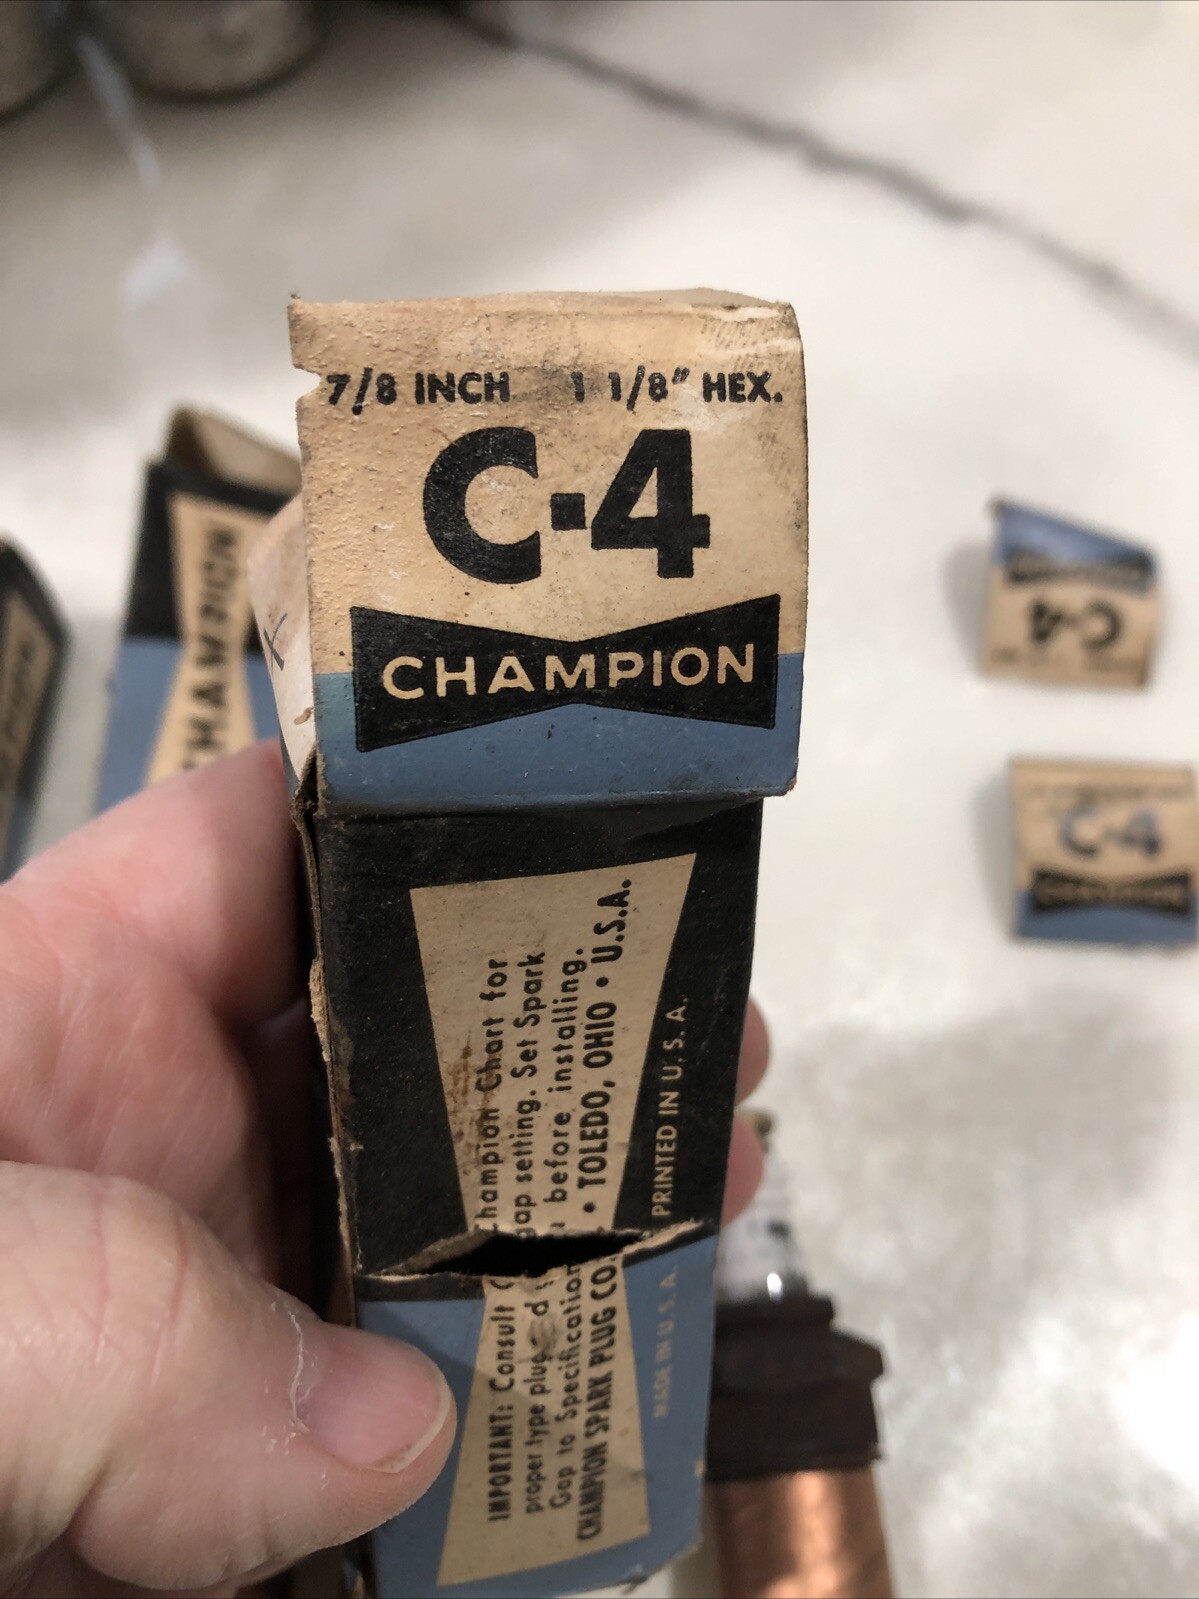 7/8 INCH 1 1/8" HEX.
C-4
CHAMPION
IMPORTANT: Consult Champion Chart for
proper type plug and gap setting. Set Spark
Gap to Specification before installing.
CHAMPION SPARK PLUG CO. • TOLEDO, OHIO • U.S.A.
MADE IN U.S.A. PRINTED IN U. S. A.
CHAMPION
C-4
C-4
CHAMPION